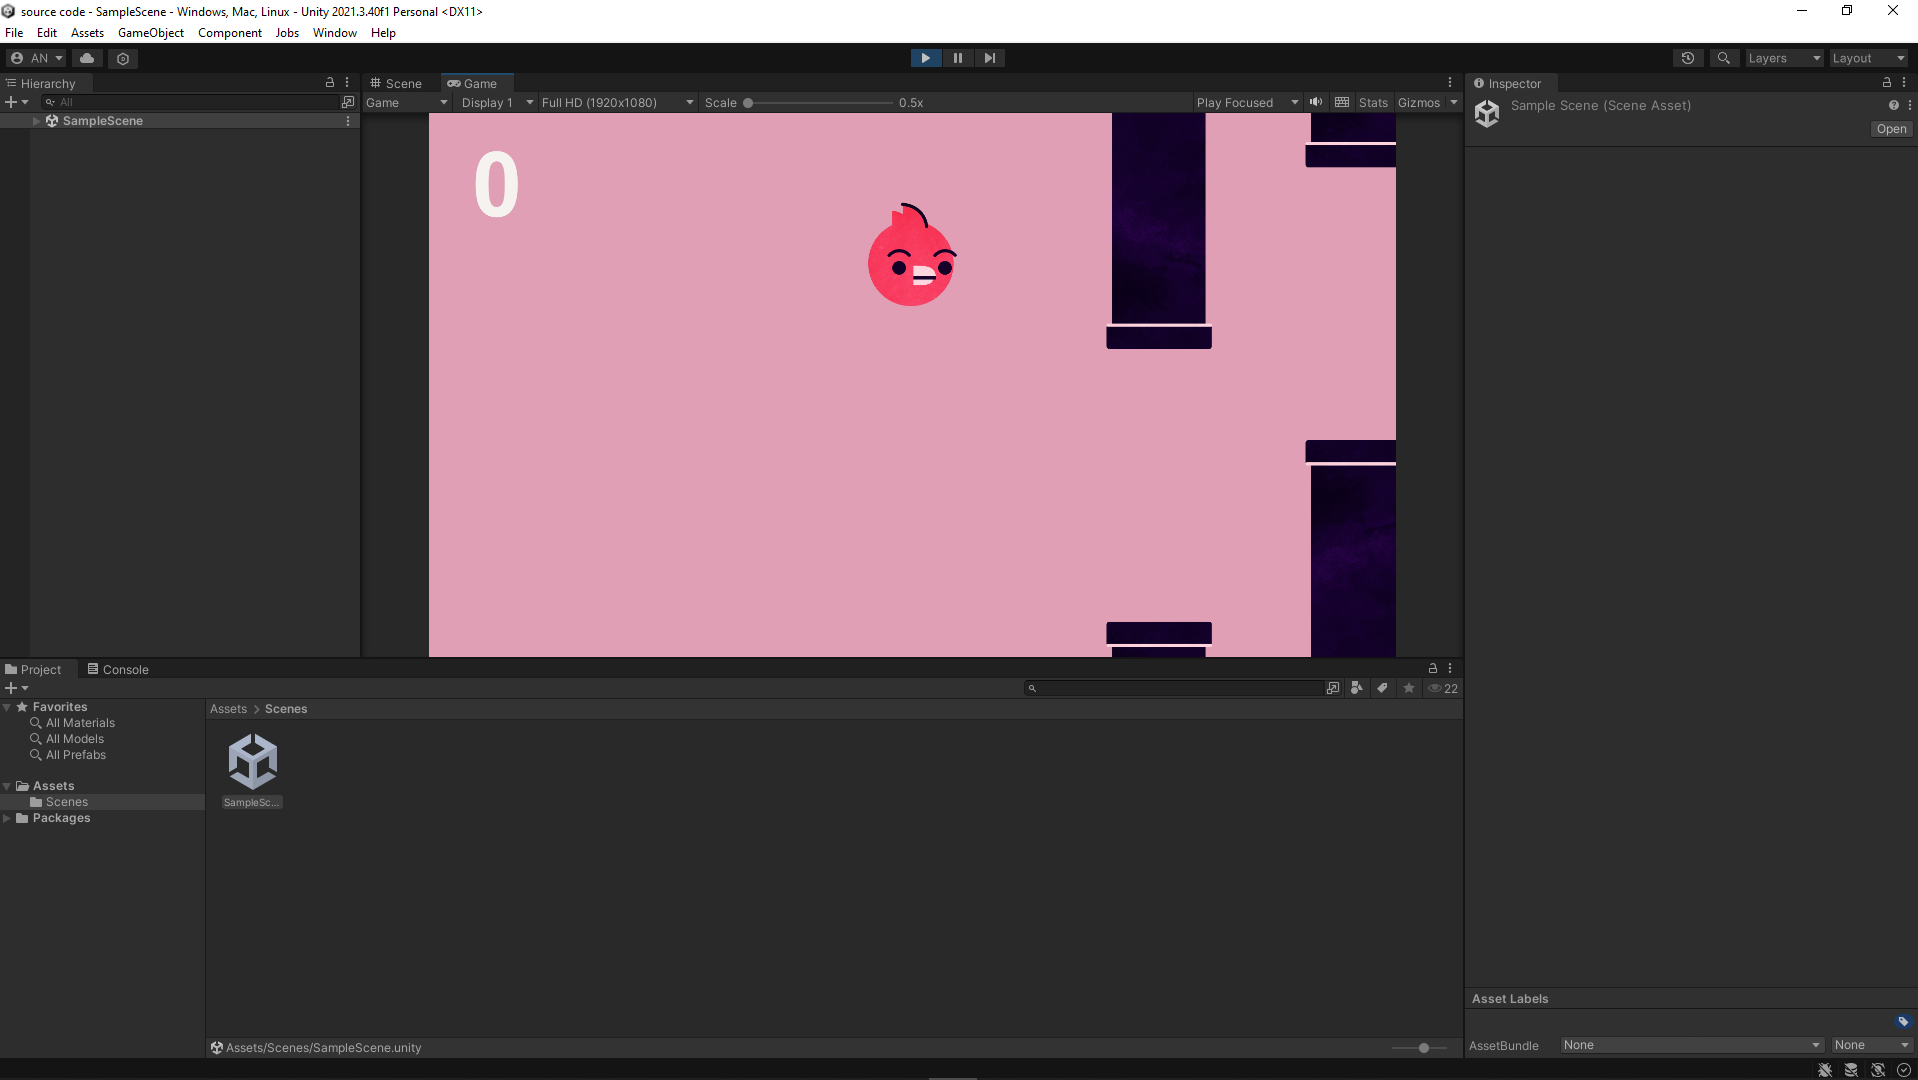 source code - SampleScene - Windows, Mac, Linux - Unity 2021.3.40f1 Personal <DX11>
File Edit Assets GameObject Component Jobs Window Help
AN
Layers
Layout
Hierarchy
All
SampleScene
Scene
Game
Game
Display 1
Full HD (1920x1080)
Scale
0.5x
Play Focused
Stats
Gizmos
0
Inspector
Sample Scene (Scene Asset)
Open
Project
Console
22
Favorites
All Materials
All Models
All Prefabs
Assets
Scenes
Packages
Assets > Scenes
SampleSc...
Assets/Scenes/SampleScene.unity
Asset Labels
AssetBundle
None
None